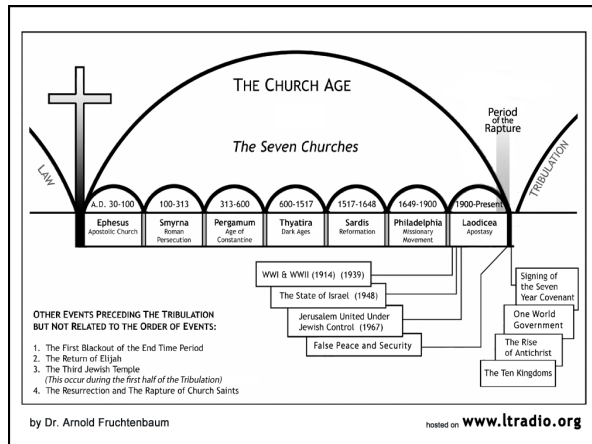 THE CHURCH AGE
The Seven Churches
LAW
Period
of the
Rapture
TRIBULATION
A.D. 30-100
100-313
313-600
600-1517
1517-1648
1649-1900
1900-Present
Ephesus
Apostolic Church
Smyrna
Roman
Persecution
Pergamum
Age of
Constantine
Thyatira
Dark Ages
Sardis
Reformation
Philadelphia
Missionary
Movement
Laodicea
Apostasy
WWI & WWII (1914) (1939)
The State of Israel (1948)
Jerusalem United Under
Jewish Control (1967)
False Peace and Security
Signing of
the Seven
Year Covenant
One World
Government
The Rise
of Antichrist
The Ten Kingdoms
OTHER EVENTS PRECEDING THE TRIBULATION
BUT NOT RELATED TO THE ORDER OF EVENTS:
1. The First Blackout of the End Time Period
2. The Return of Elijah
3. The Third Jewish Temple
(This occur during the first half of the Tribulation)
4. The Resurrection and The Rapture of Church Saints
by Dr. Arnold Fruchtenbaum
hosted on www.ltradio.org